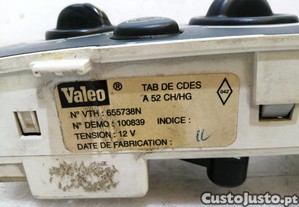 Valeo ®
TAB DE CDES
A 52 CH/HG
042
N° VTH : 655738N
N° DEMO : 100839 INDICE :
TENSION : 12 V
DATE DE FABRICATION :
CustoJusto.pt